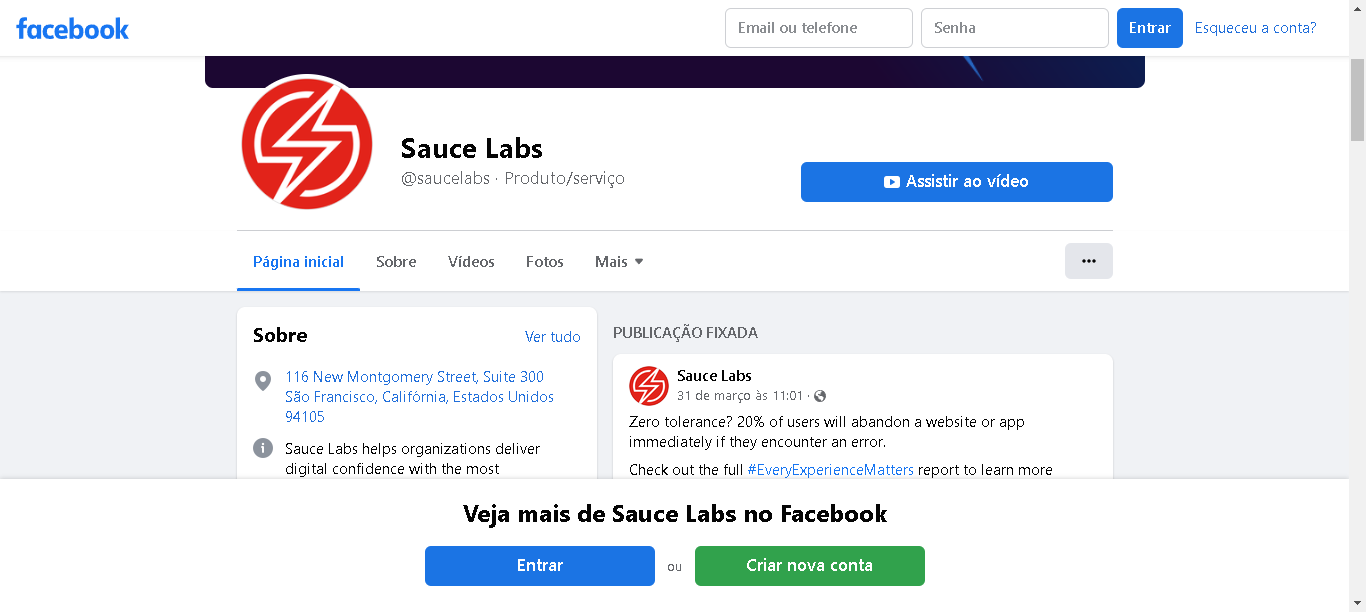 facebook
Email ou telefone
Senha
Entrar
Esqueceu a conta?
Sauce Labs
@saucelabs · Produto/serviço
Assistir ao vídeo
Página inicial
Sobre
Vídeos
Fotos
Mais
Sobre
Ver tudo
116 New Montgomery Street, Suite 300
São Francisco, Califórnia, Estados Unidos
94105
Sauce Labs helps organizations deliver
digital confidence with the most
PUBLICAÇÃO FIXADA
Sauce Labs
31 de março às 11:01 ·
Zero tolerance? 20% of users will abandon a website or app
immediately if they encounter an error.
Check out the full #EveryExperienceMatters report to learn more
Veja mais de Sauce Labs no Facebook
Entrar
ou
Criar nova conta